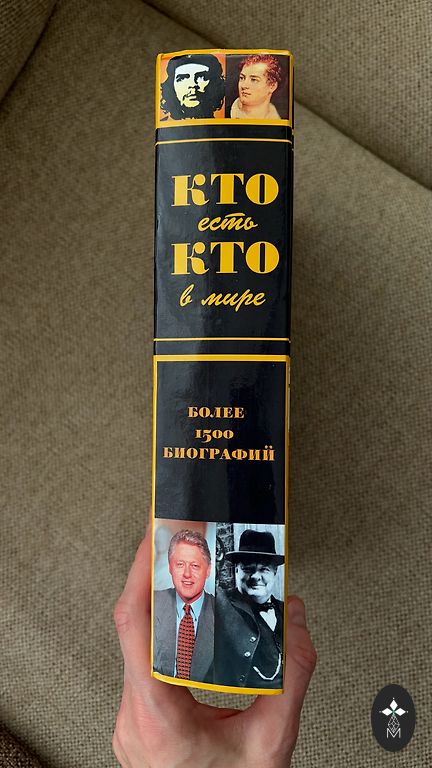 КТО
есть
КТО
в мире
БОЛЕЕ
1500
БИОГРАФИЙ
M